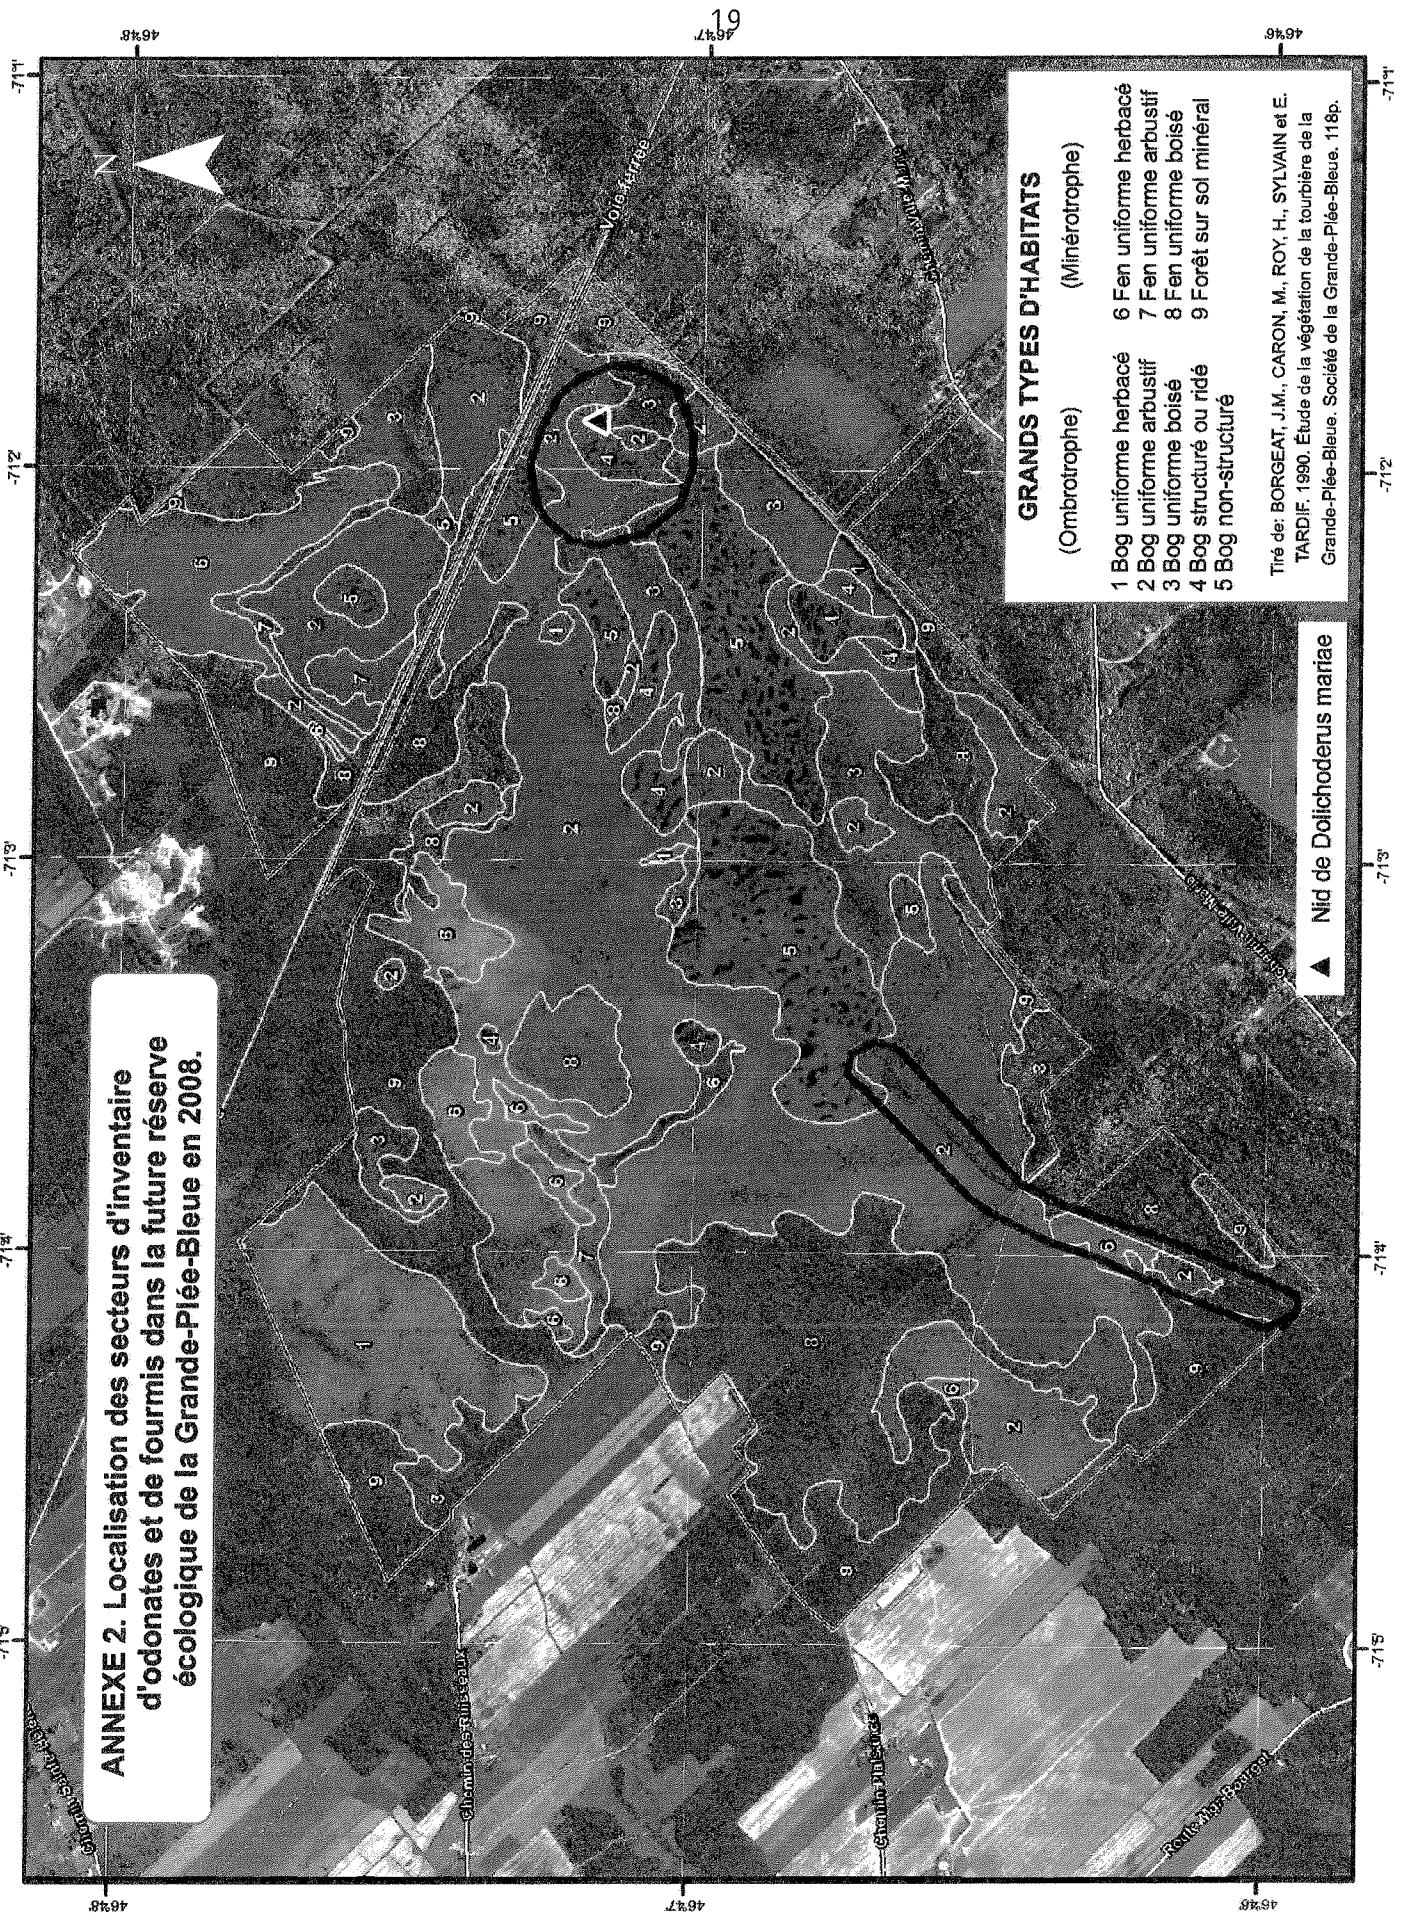 19
ANNEXE 2. Localisation des secteurs d'inventaire
d'odonates et de fourmis dans la future réserve
écologique de la Grande-Plée-Bleue en 2008.
N
Voie ferrée
Chemin des Ruisseaux
Chemin Ville-Marie
Route Mgr-Bourget
-71°1'
-71°2'
-71°3'
-71°4'
-71°5'
46°48'
46°47'
46°46'
GRANDS TYPES D'HABITATS
(Ombrotrophe)
(Minérotrophe)
1 Bog uniforme herbacé
2 Bog uniforme arbustif
3 Bog uniforme boisé
4 Bog structuré ou ridé
5 Bog non-structuré
6 Fen uniforme herbacé
7 Fen uniforme arbustif
8 Fen uniforme boisé
9 Forêt sur sol minéral
Tiré de: BORGEAT, J.M., CARON, M., ROY, H., SYLVAIN et E.
TARDIF. 1990. Étude de la végétation de la tourbière de la
Grande-Plée-Bleue. Société de la Grande-Plée-Bleue. 118p.
Nid de Dolichoderus mariae